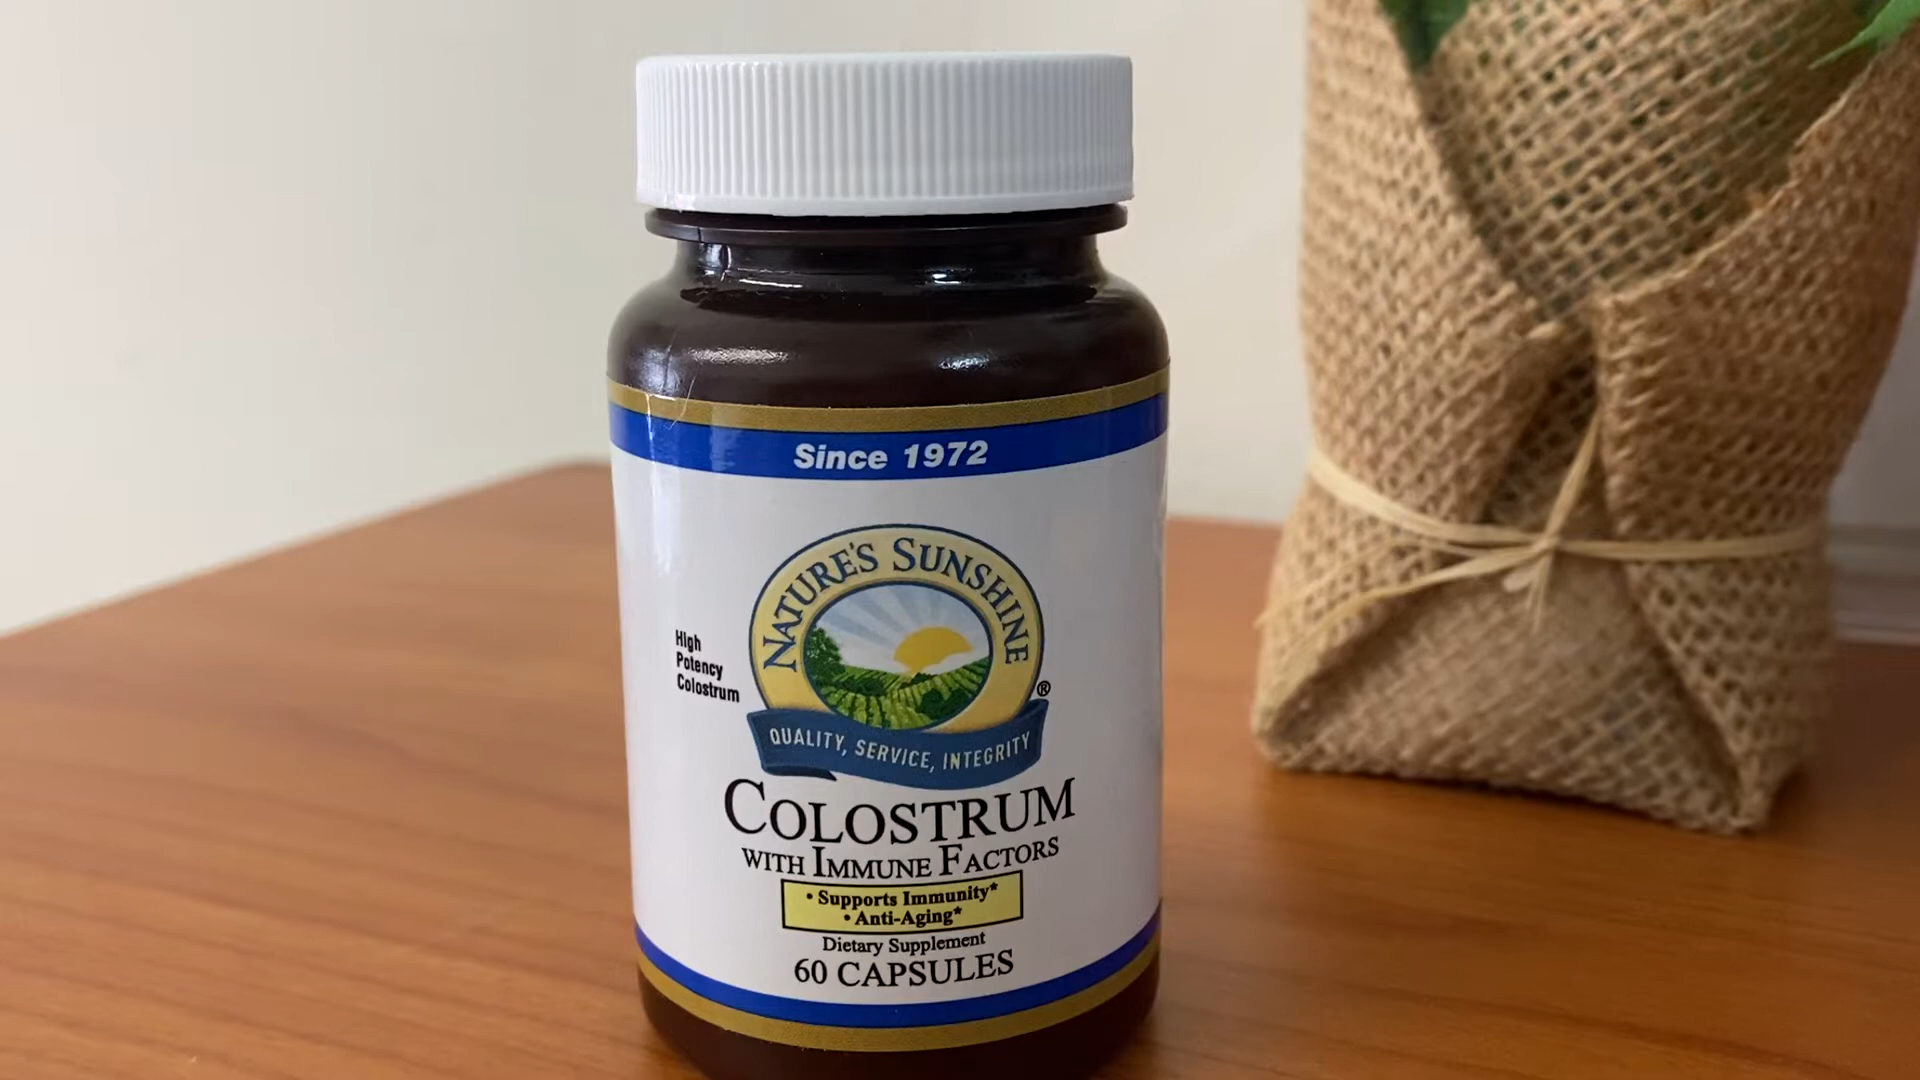 Since 1972
NATURE'S SUNSHINE
®
High
Potency
Colostrum
QUALITY, SERVICE, INTEGRITY
COLOSTRUM
WITH IMMUNE FACTORS
• Supports Immunity*
• Anti-Aging*
Dietary Supplement
60 CAPSULES